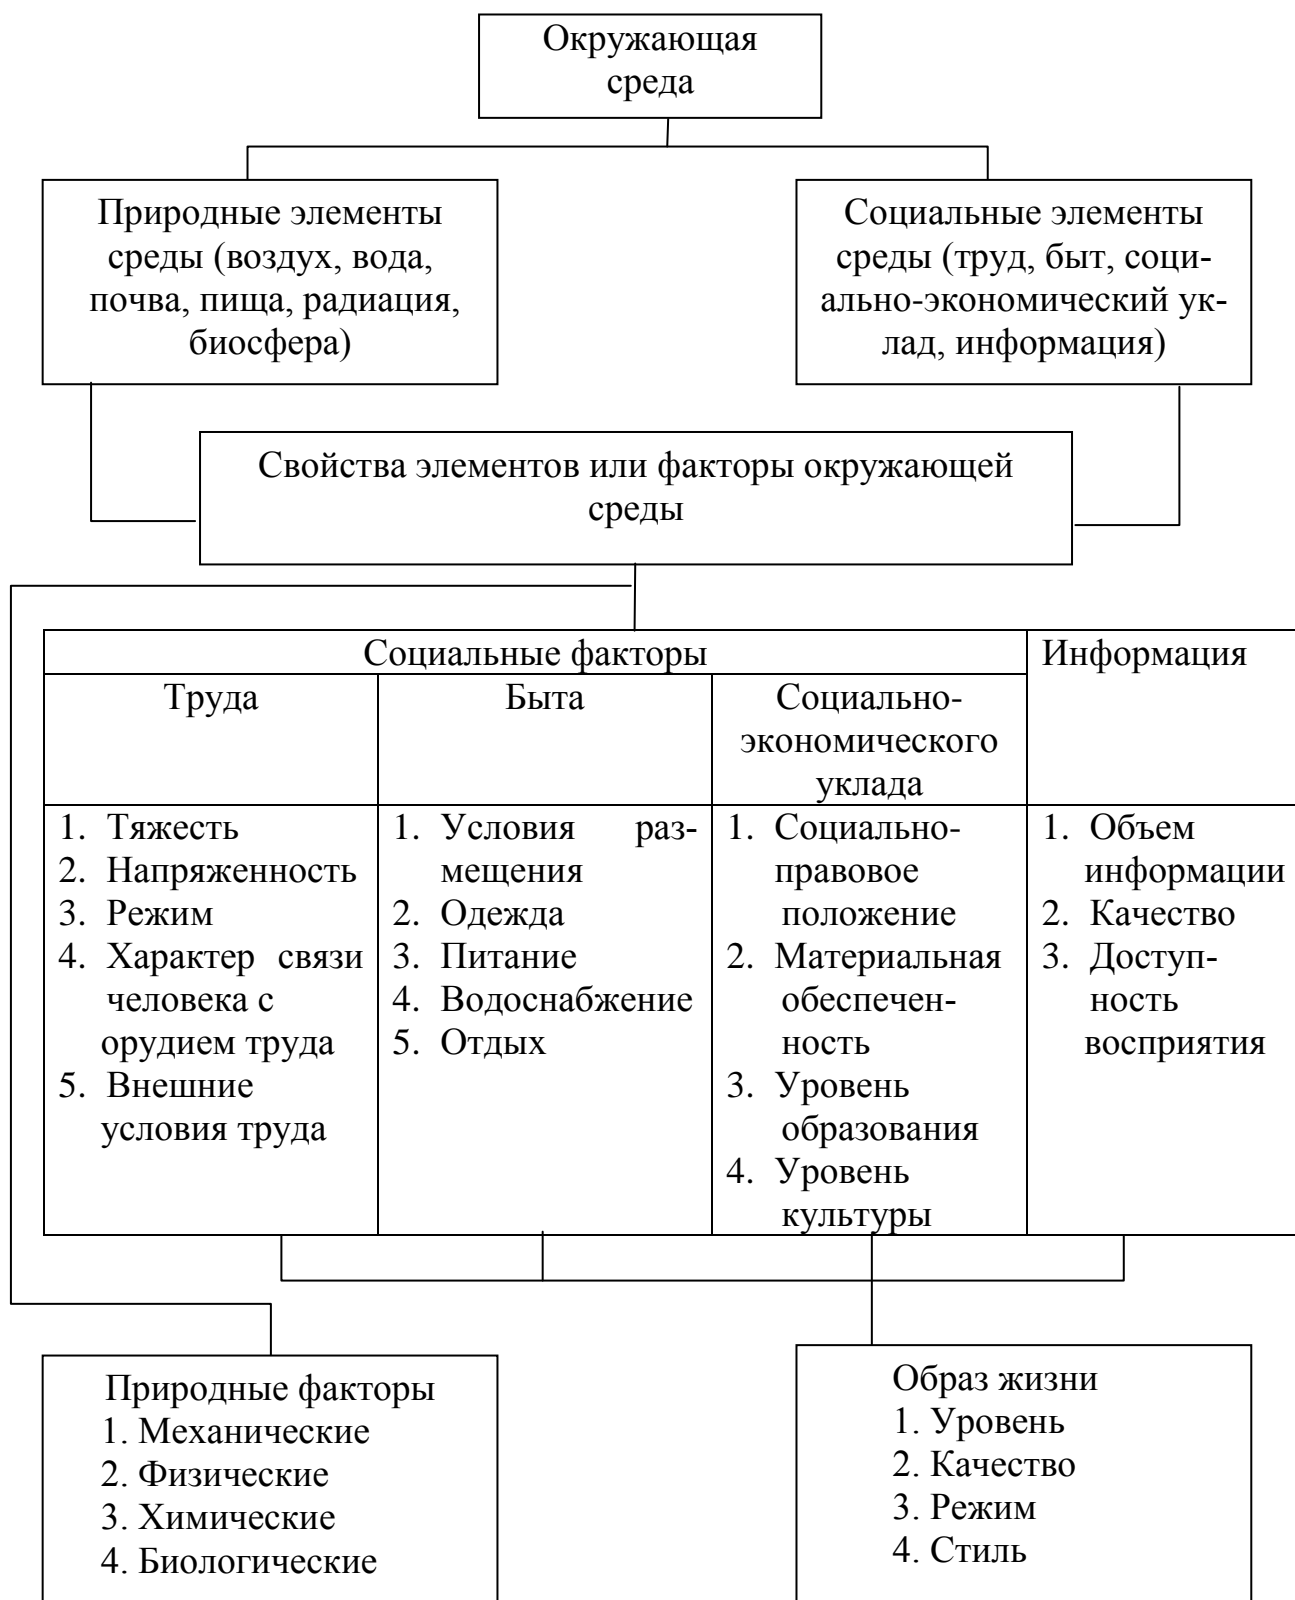 Окружающая
среда
Природные элементы
среды (воздух, вода,
почва, пища, радиация,
биосфера)
Социальные элементы
среды (труд, быт, соци-
ально-экономический ук-
лад, информация)
Свойства элементов или факторы окружающей
среды
Социальные факторы
Информация
Труда
Быта
Социально-
экономического
уклада
1. Тяжесть
2. Напряженность
3. Режим
4. Характер связи
человека с
орудием труда
5. Внешние
условия труда
1. Условия раз-
мещения
2. Одежда
3. Питание
4. Водоснабжение
5. Отдых
1. Социально-
правовое
положение
2. Материальная
обеспечен-
ность
3. Уровень
образования
4. Уровень
культуры
1. Объем
информации
2. Качество
3. Доступ-
ность
восприятия
Природные факторы
1. Механические
2. Физические
3. Химические
4. Биологические
Образ жизни
1. Уровень
2. Качество
3. Режим
4. Стиль